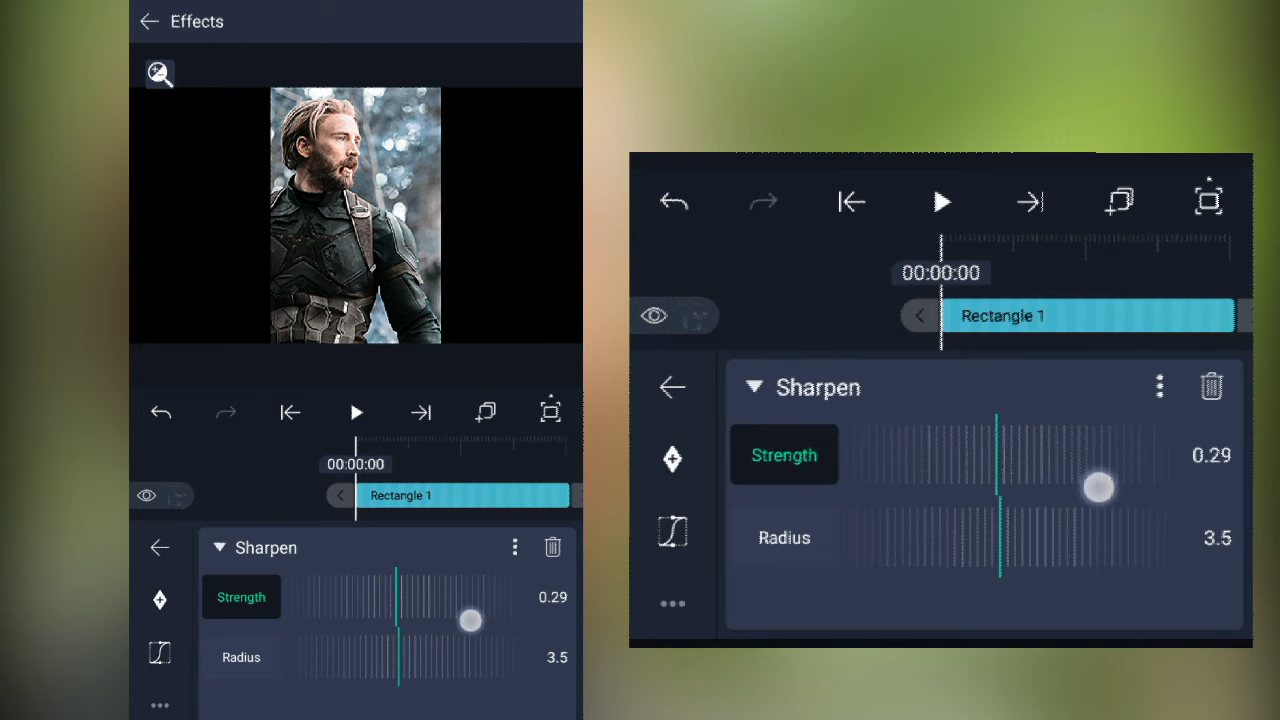 Effects
00:00:00
Rectangle 1
Sharpen
Strength
0.29
Radius
3.5
00:00:00
Rectangle 1
Sharpen
Strength
0.29
Radius
3.5